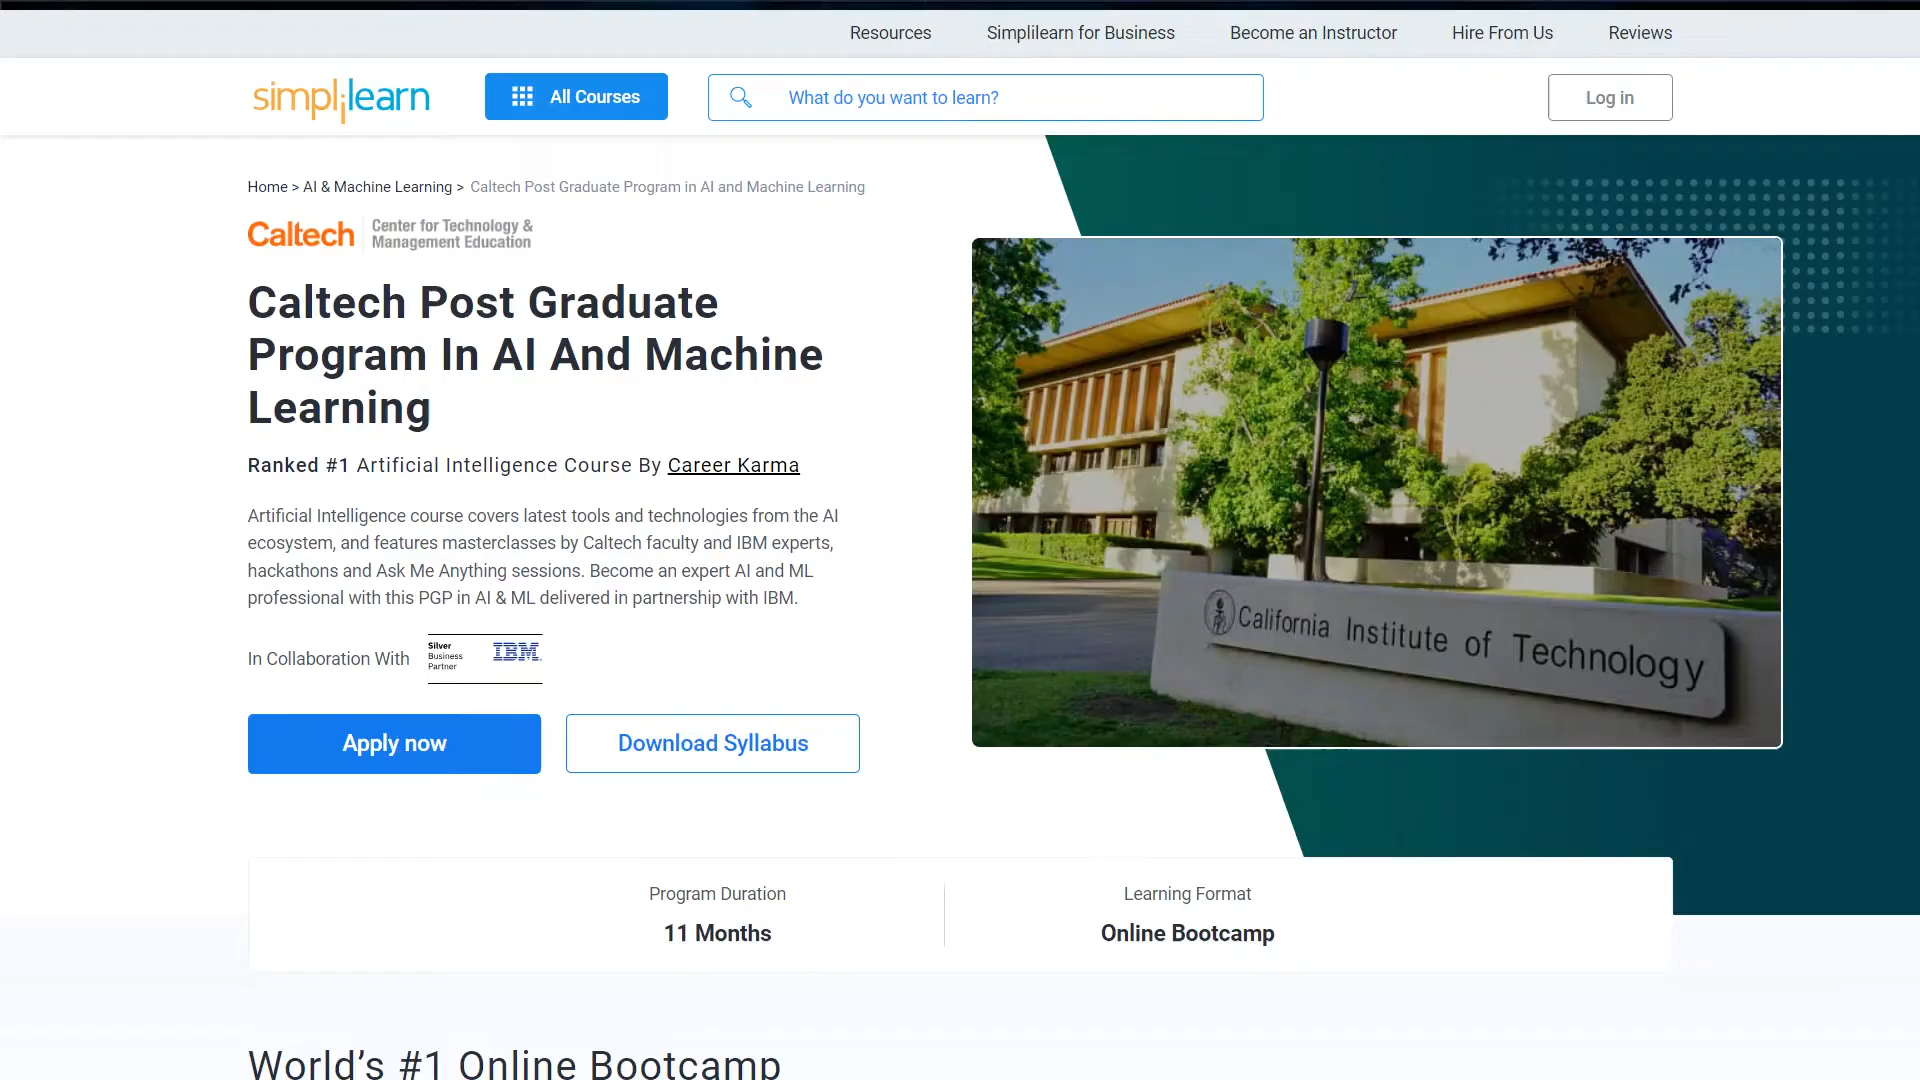 Resources Simplilearn for Business Become an Instructor Hire From Us Reviews
simplilearn All Courses What do you want to learn? Log in
Home > AI & Machine Learning > Caltech Post Graduate Program in AI and Machine Learning
Caltech Center for Technology &
Management Education
Caltech Post Graduate
Program In AI And Machine
Learning
Ranked #1 Artificial Intelligence Course By Career Karma
Artificial Intelligence course covers latest tools and technologies from the AI
ecosystem, and features masterclasses by Caltech faculty and IBM experts,
hackathons and Ask Me Anything sessions. Become an expert AI and ML
professional with this PGP in AI & ML delivered in partnership with IBM.
In Collaboration With
Silver
Business
Partner
IBM
Apply now Download Syllabus
California Institute of Technology
Program Duration
11 Months
Learning Format
Online Bootcamp
World's #1 Online Bootcamp